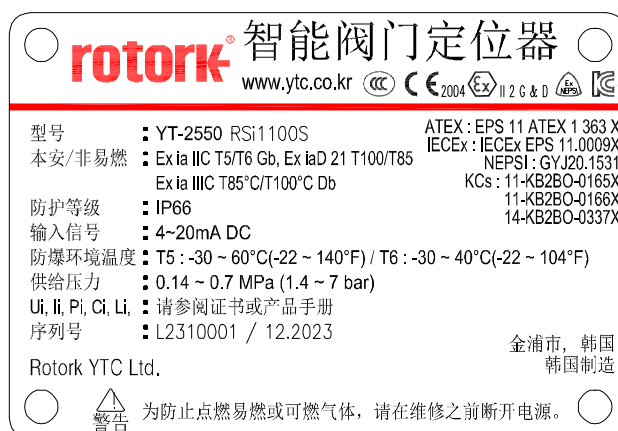 rotork® 智能阀门定位器
www.ytc.co.kr CCC CE 2004 Ex II 2 G & D Ex NEPSI
型号 : YT-2550 RSi1100S
本安/非易燃 : Ex ia IIC T5/T6 Gb, Ex iaD 21 T100/T85
Ex ia IIIC T85°C/T100°C Db
ATEX : EPS 11 ATEX 1 363 X
IECEx : IECEx EPS 11.0009X
NEPSI : GYJ20.1531
KCs : 11-KB2BO-0165X
11-KB2BO-0166X
14-KB2BO-0337X
防护等级 : IP66
输入信号 : 4~20mA DC
防爆环境温度 : T5 : -30 ~ 60°C(-22 ~ 140°F) / T6 : -30 ~ 40°C(-22 ~ 104°F)
供给压力 : 0.14 ~ 0.7 MPa (1.4 ~ 7 bar)
Ui, Ii, Pi, Ci, Li, : 请参阅证书或产品手册
序列号 : L2310001 / 12.2023
金浦市, 韩国
韩国制造
Rotork YTC Ltd.
警告 为防止点燃易燃或可燃气体，请在维修之前断开电源。